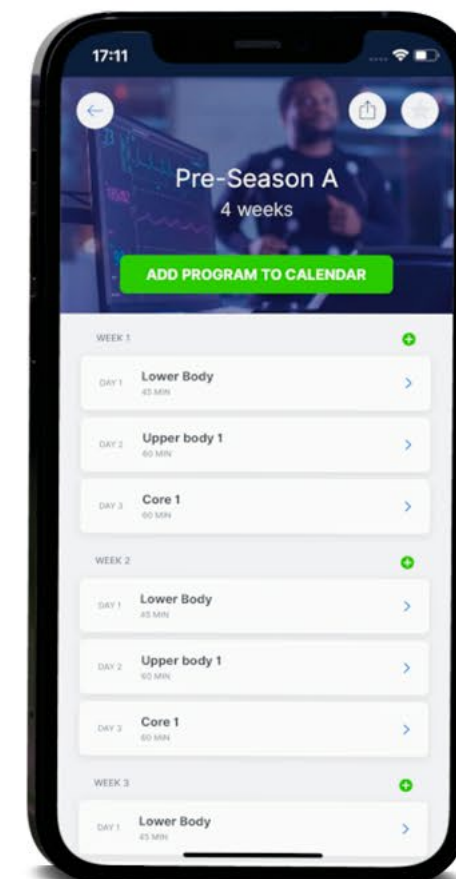 17:11
Pre-Season A
4 weeks
ADD PROGRAM TO CALENDAR
WEEK 1
DAY 1 Lower Body
45 MIN
DAY 2 Upper body 1
60 MIN
DAY 3 Core 1
60 MIN
WEEK 2
DAY 1 Lower Body
45 MIN
DAY 2 Upper body 1
60 MIN
DAY 3 Core 1
60 MIN
WEEK 3
DAY 1 Lower Body
45 MIN